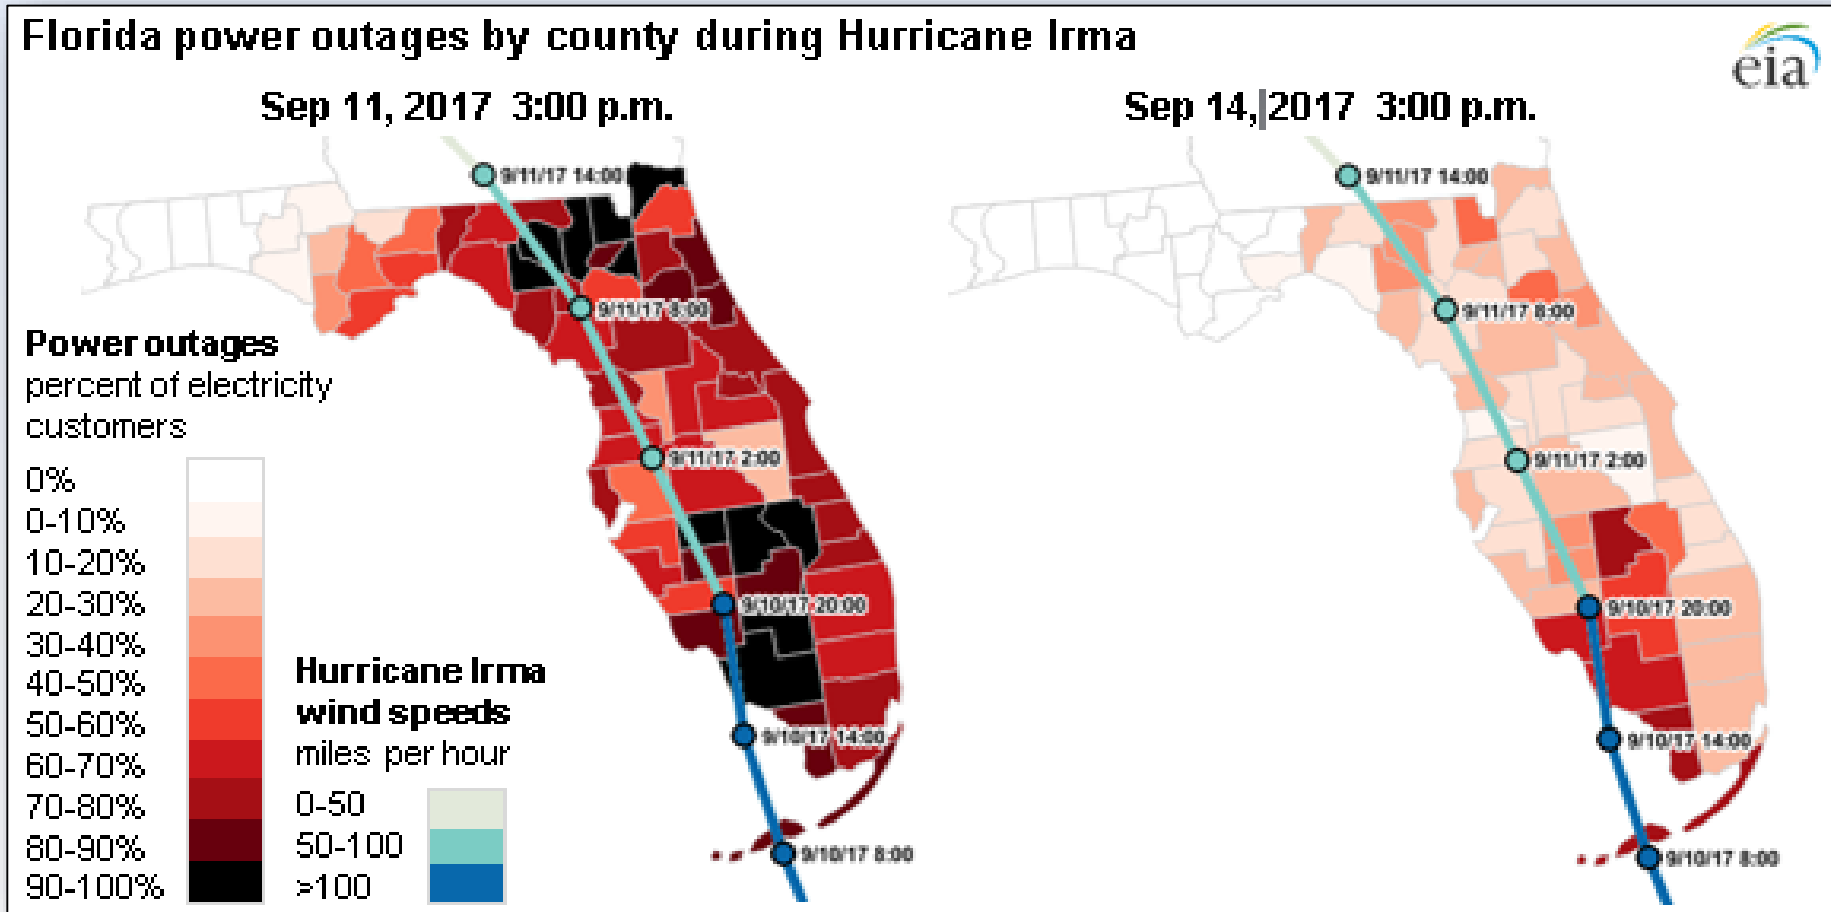 Florida power outages by county during Hurricane Irma
eia
Sep 11, 2017 3:00 p.m.
9/11/17 14:00
9/11/17 8:00
9/11/17 2:00
9/10/17 20:00
9/10/17 14:00
9/10/17 8:00
Sep 14, 2017 3:00 p.m.
9/11/17 14:00
9/11/17 8:00
9/11/17 2:00
9/10/17 20:00
9/10/17 14:00
9/10/17 8:00
Power outages
percent of electricity
customers
0%
0-10%
10-20%
20-30%
30-40%
40-50%
50-60%
60-70%
70-80%
80-90%
90-100%
Hurricane Irma
wind speeds
miles per hour
0-50
50-100
>100